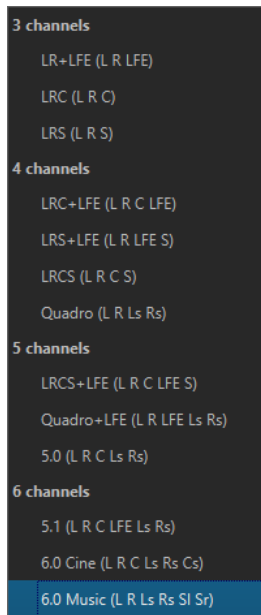 3 channels
LR+LFE (L R LFE)
LRC (L R C)
LRS (L R S)
4 channels
LRC+LFE (L R C LFE)
LRS+LFE (L R LFE S)
LRCS (L R C S)
Quadro (L R Ls Rs)
5 channels
LRCS+LFE (L R C LFE S)
Quadro+LFE (L R LFE Ls Rs)
5.0 (L R C Ls Rs)
6 channels
5.1 (L R C LFE Ls Rs)
6.0 Cine (L R C Ls Rs Cs)
6.0 Music (L R Ls Rs Sl Sr)